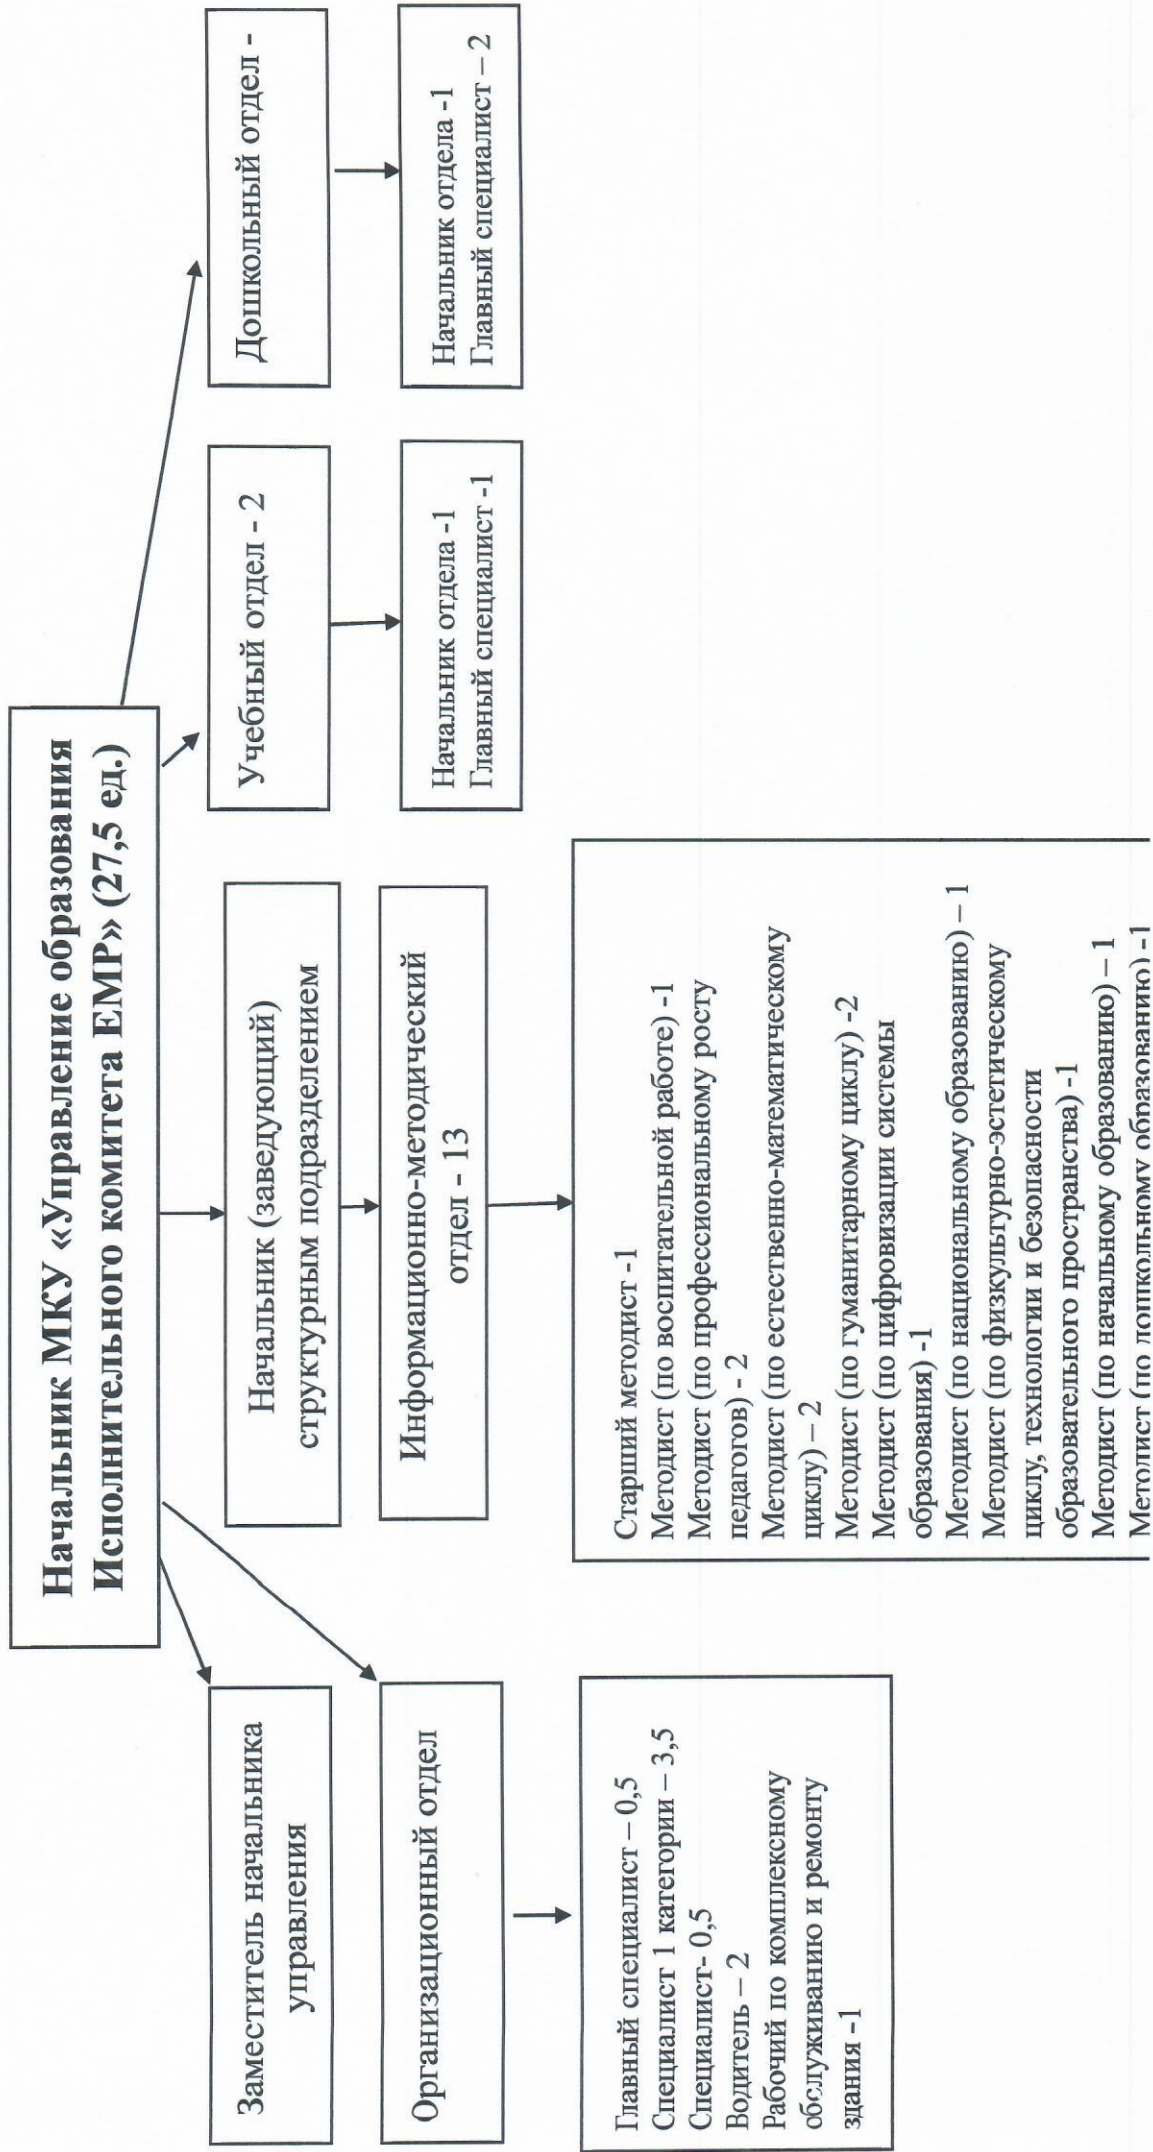 Начальник МКУ «Управление образования
Исполнительного комитета ЕМР» (27,5 ед.)
Заместитель начальника
управления
Организационный отдел
Главный специалист – 0,5
Специалист 1 категории – 3,5
Специалист- 0,5
Водитель – 2
Рабочий по комплексному
обслуживанию и ремонту
здания -1
Начальник (заведующий)
структурным подразделением
Информационно-методический
отдел - 13
Старший методист -1
Методист (по воспитательной работе) -1
Методист (по профессиональному росту
педагогов) - 2
Методист (по естественно-математическому
циклу) – 2
Методист (по гуманитарному циклу) -2
Методист (по цифровизации системы
образования) -1
Методист (по национальному образованию) – 1
Методист (по физкультурно-эстетическому
циклу, технологии и безопасности
образовательного пространства) -1
Методист (по начальному образованию) – 1
Методист (по дошкольному образованию) -1
Учебный отдел - 2
Начальник отдела -1
Главный специалист -1
Дошкольный отдел -
Начальник отдела -1
Главный специалист – 2